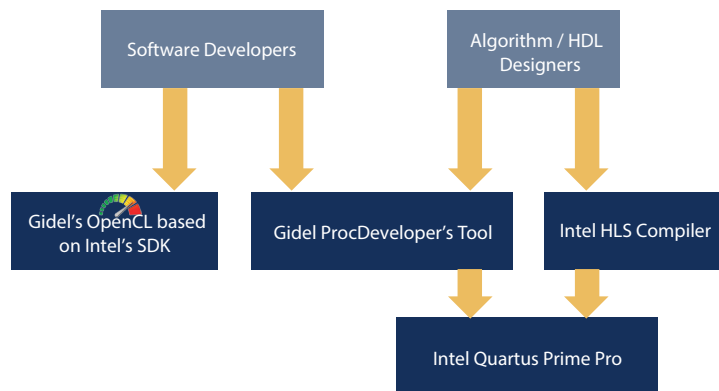 Software Developers
Algorithm / HDL
Designers
Gidel's OpenCL based
on Intel's SDK
Gidel ProcDeveloper's Tool
Intel HLS Compiler
Intel Quartus Prime Pro